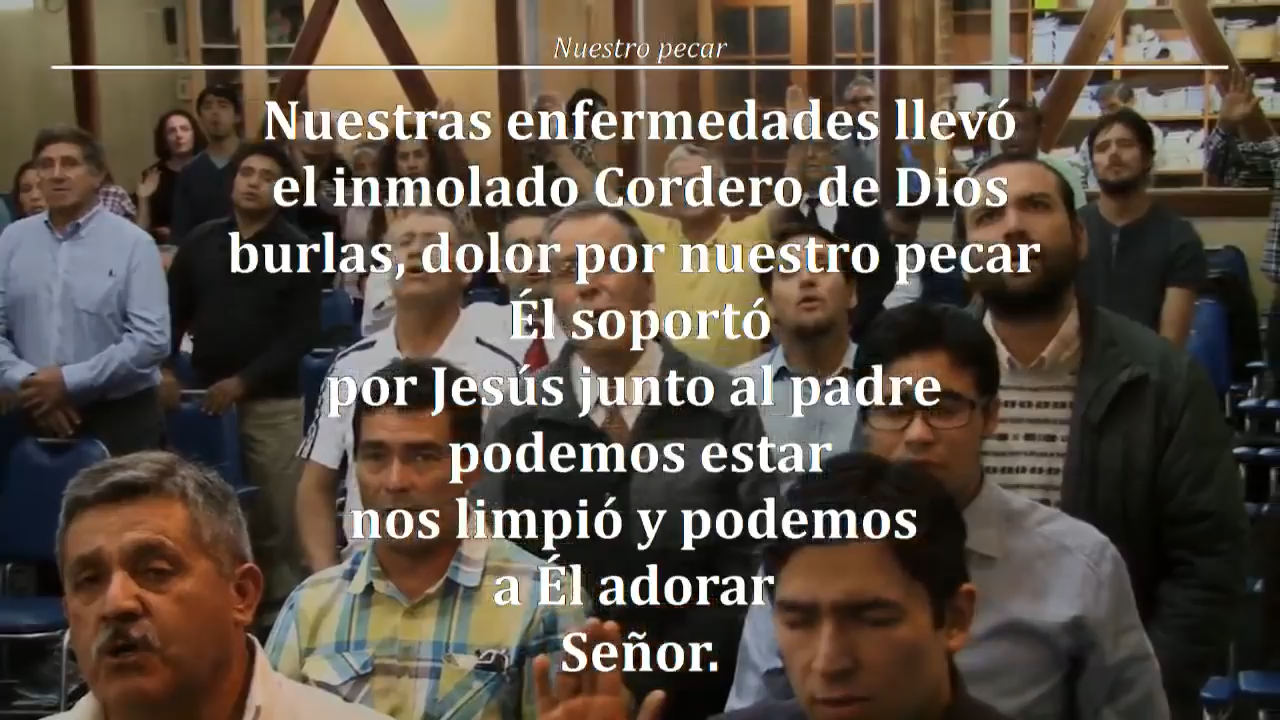 Nuestro pecar
Nuestras enfermedades llevó
el inmolado Cordero de Dios
burlas, dolor por nuestro pecar
Él soportó
por Jesús junto al padre
podemos estar
nos limpió y podemos
a Él adorar
Señor.